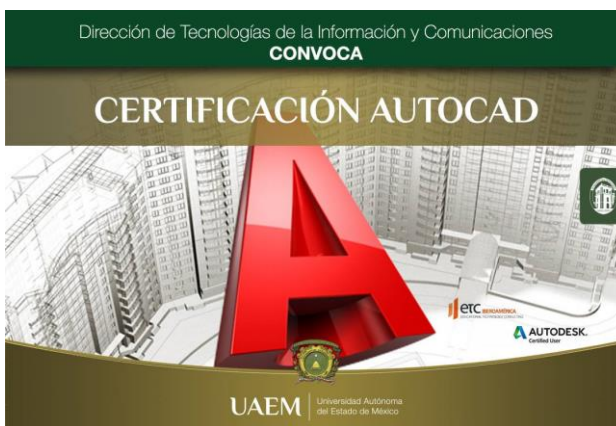 Dirección de Tecnologías de la Información y Comunicaciones
CONVOCA
CERTIFICACIÓN AUTOCAD
etc IBEROAMÉRICA
AUTODESK.
Certified User
UAEM
Universidad Autónoma
del Estado de México